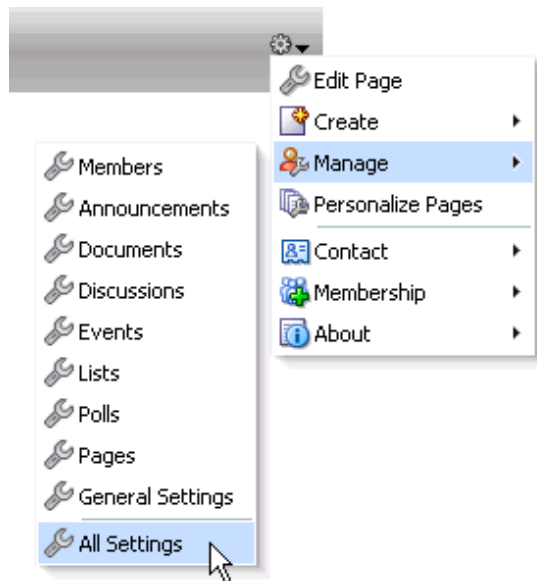 Edit Page
Create
Manage
Personalize Pages
Contact
Membership
About
Members
Announcements
Documents
Discussions
Events
Lists
Polls
Pages
General Settings
All Settings